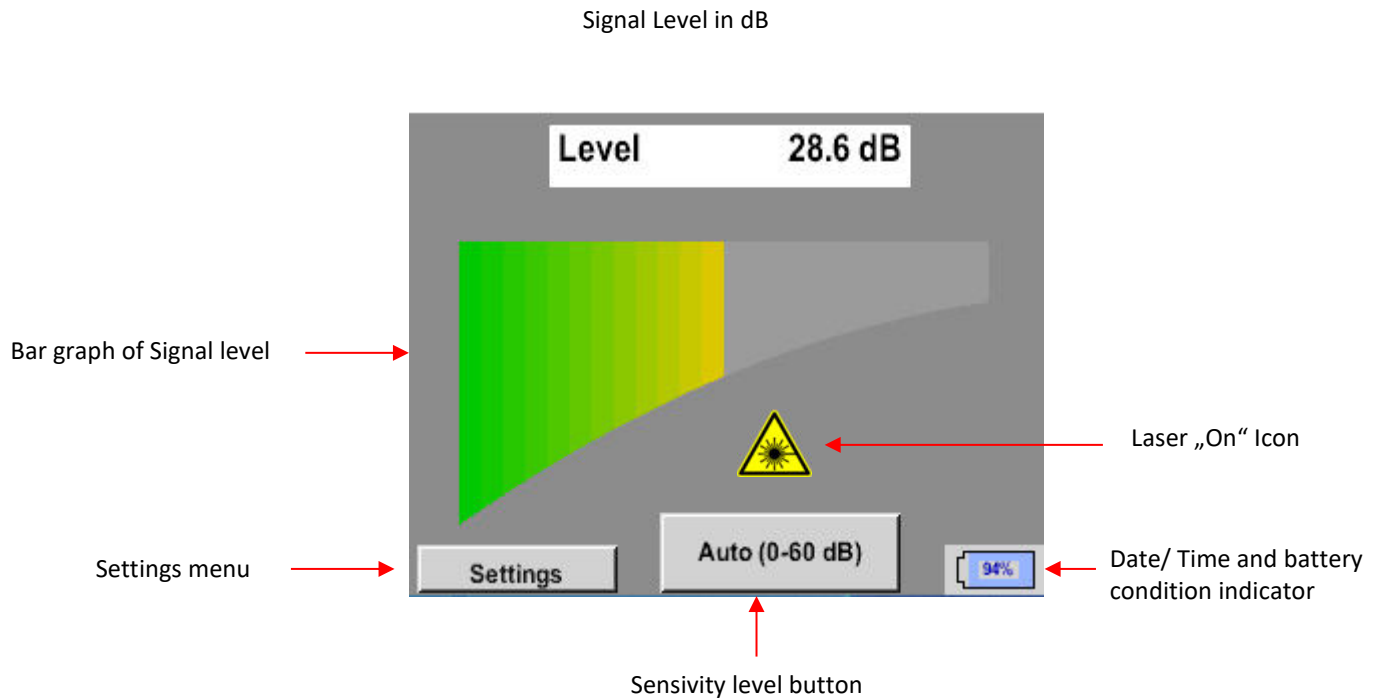 Signal Level in dB
Level 28.6 dB
Bar graph of Signal level
Laser „On“ Icon
Settings menu
Settings
Auto (0-60 dB)
94%
Date/ Time and battery
condition indicator
Sensivity level button